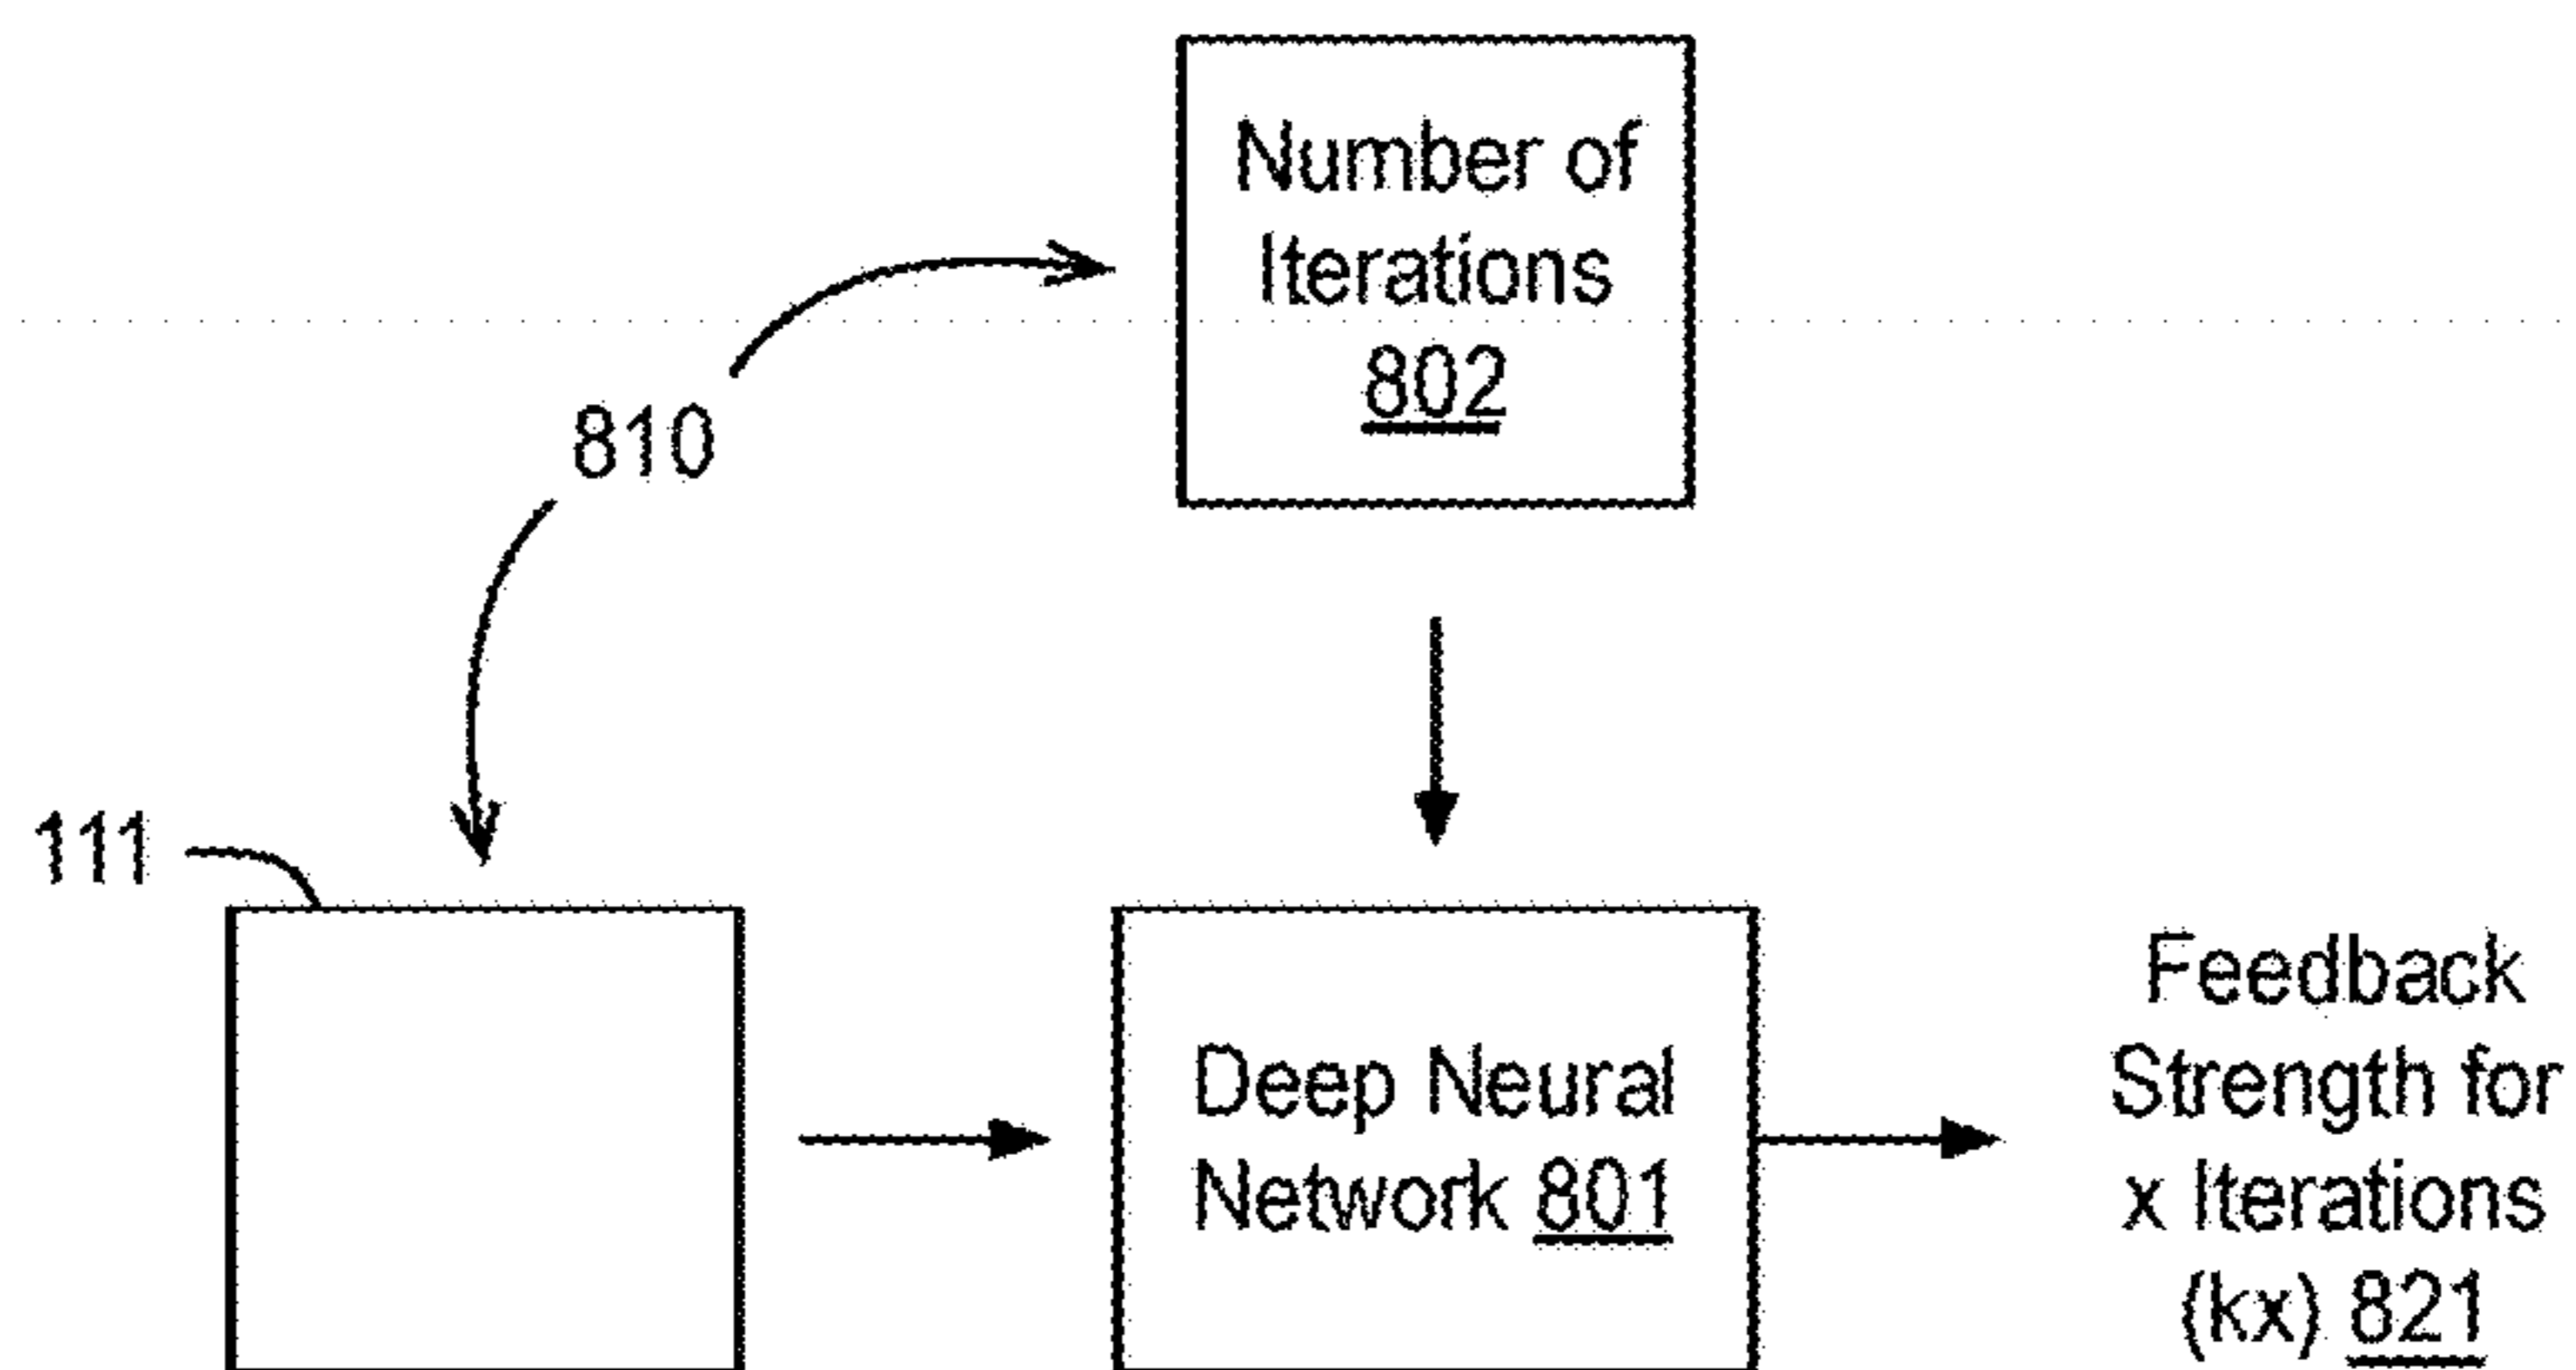 Number of
Iterations
802
810
111
Deep Neural
Network 801
Feedback
Strength for
x Iterations
(kx) 821